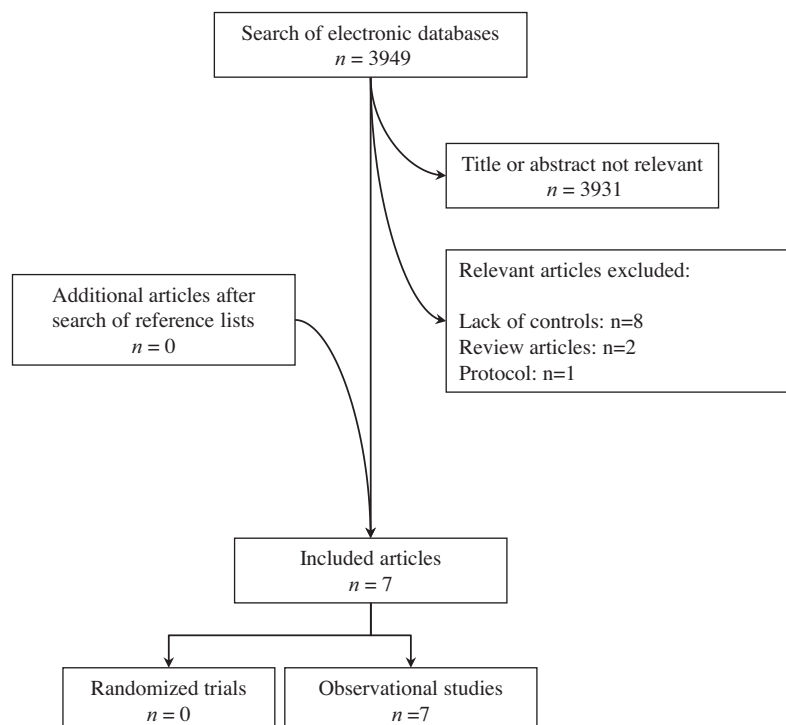 Search of electronic databases
n = 3949
Title or abstract not relevant
n = 3931
Relevant articles excluded:
Lack of controls: n=8
Review articles: n=2
Protocol: n=1
Additional articles after
search of reference lists
n = 0
Included articles
n = 7
Randomized trials
n = 0
Observational studies
n =7